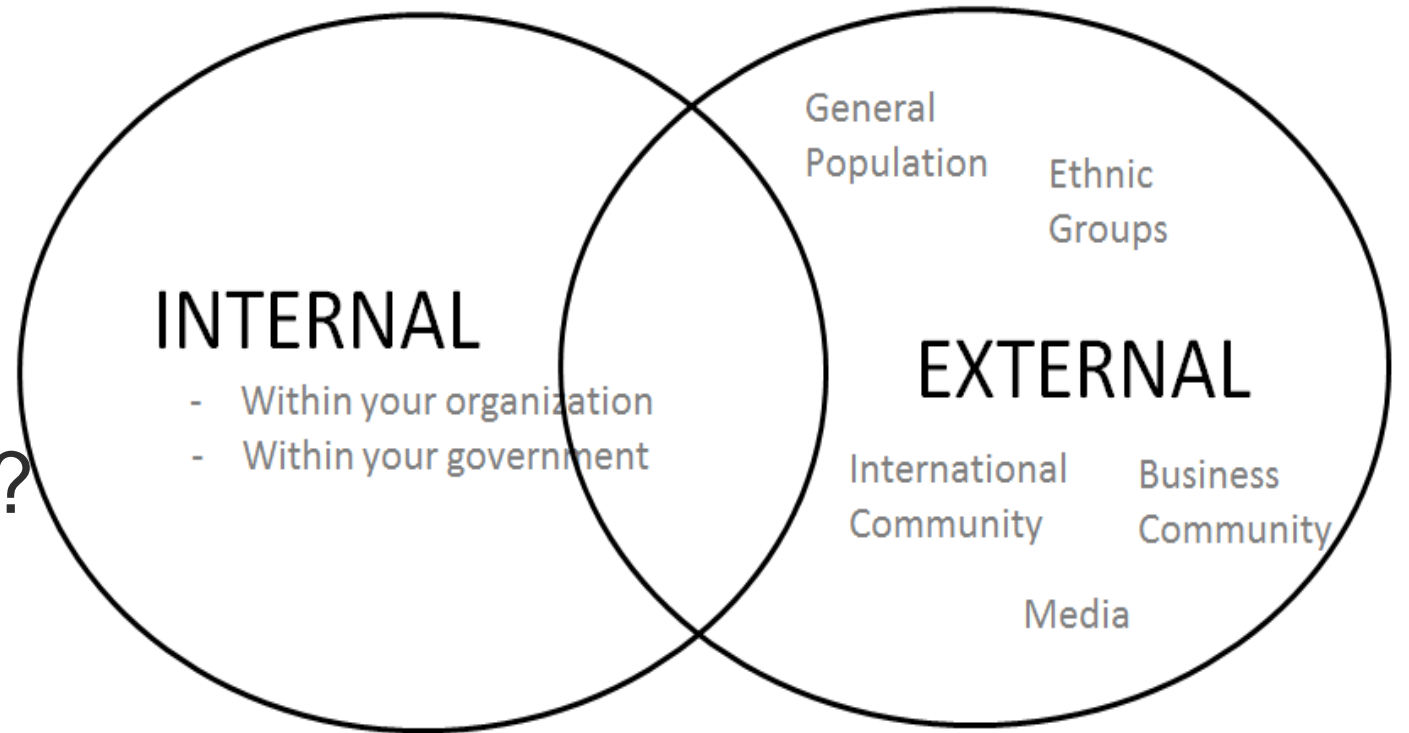 General
Population
Ethnic
Groups
INTERNAL
- Within your organization
- Within your government
?
EXTERNAL
International
Community
Business
Community
Media